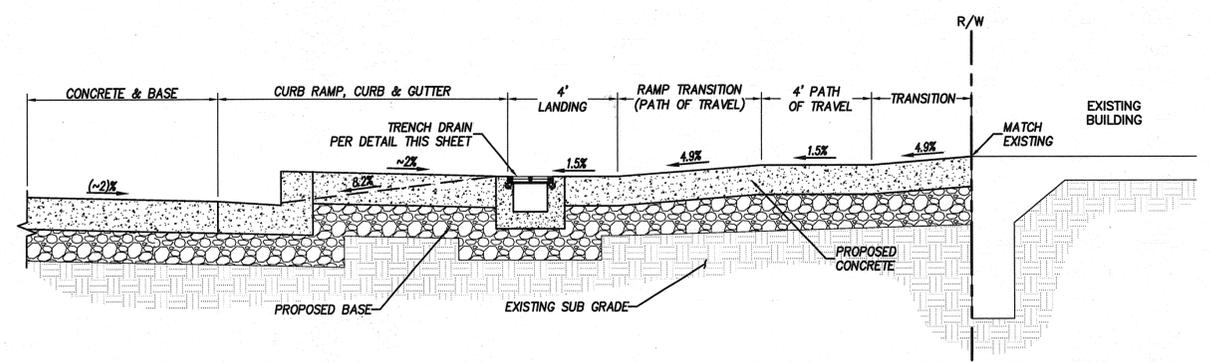 R/W
CONCRETE & BASE
CURB RAMP, CURB & GUTTER
4'
LANDING
RAMP TRANSITION
(PATH OF TRAVEL)
4' PATH
OF TRAVEL
TRANSITION
EXISTING
BUILDING
TRENCH DRAIN
PER DETAIL THIS SHEET
MATCH
EXISTING
(~2)%
~2%
8.2%
1.5%
4.9%
1.5%
4.9%
PROPOSED
CONCRETE
PROPOSED BASE
EXISTING SUB GRADE